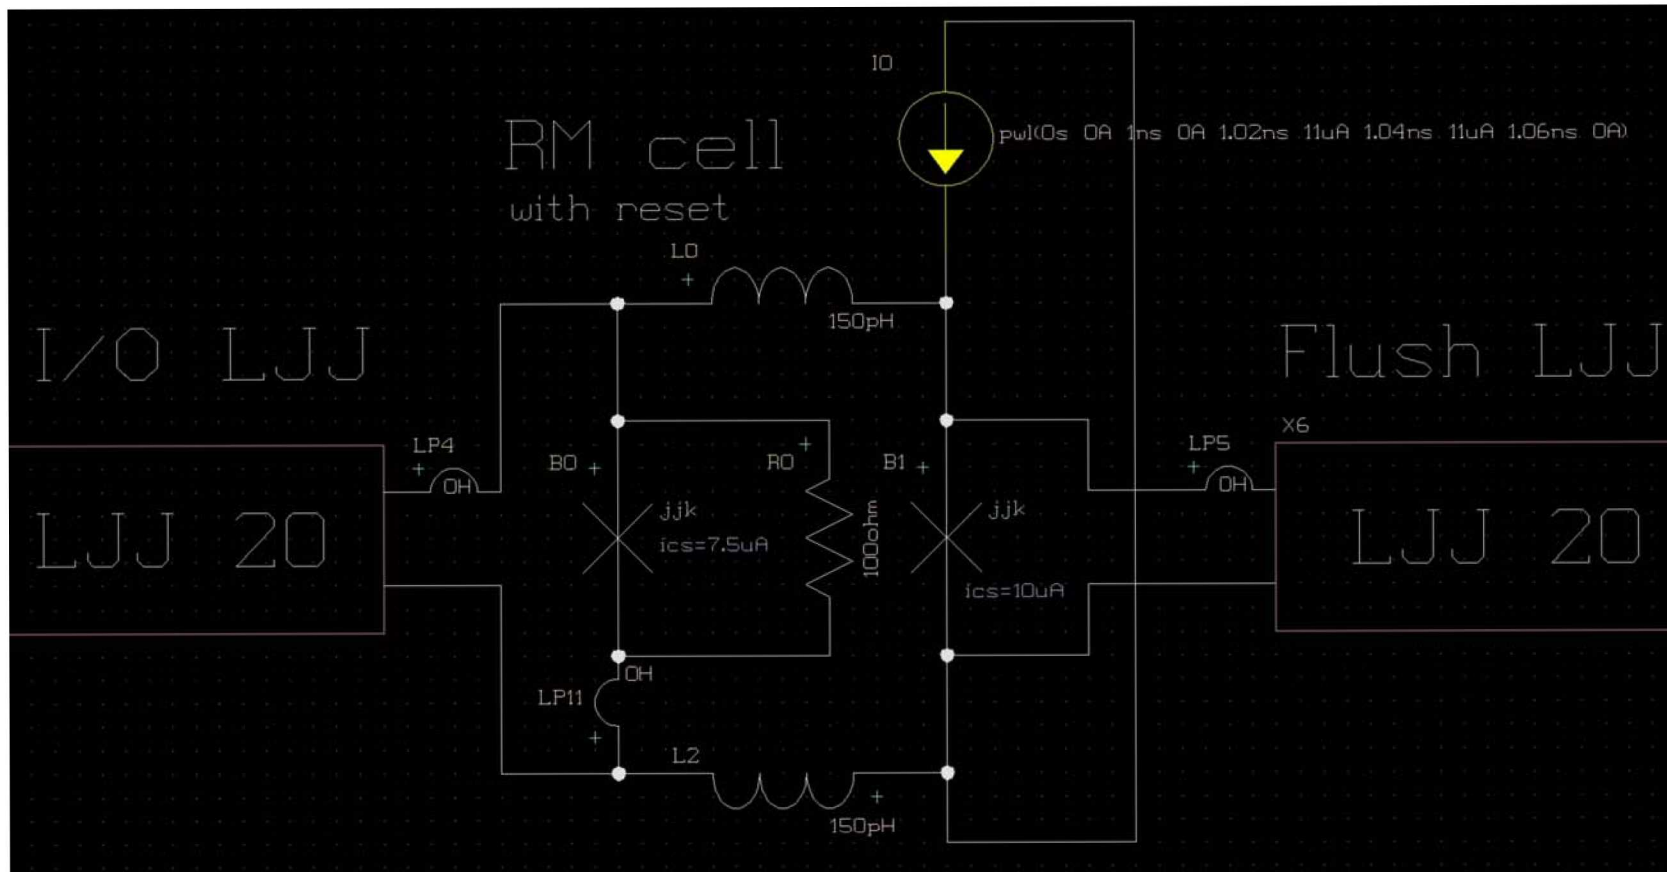 I0
pwl(0s 0A 1ns 0A 1.02ns 11uA 1.04ns 11uA 1.06ns 0A)
RM cell
with reset
L0
+
150pH
I/O LJJ
Flush LJJ
X6
LP4
+
0H
B0 +
R0
+
B1 +
LP5
+
0H
LJJ 20
jjk
ics=7.5uA
100ohm
jjk
ics=10uA
LJJ 20
0H
LP11
+
L2
+
150pH